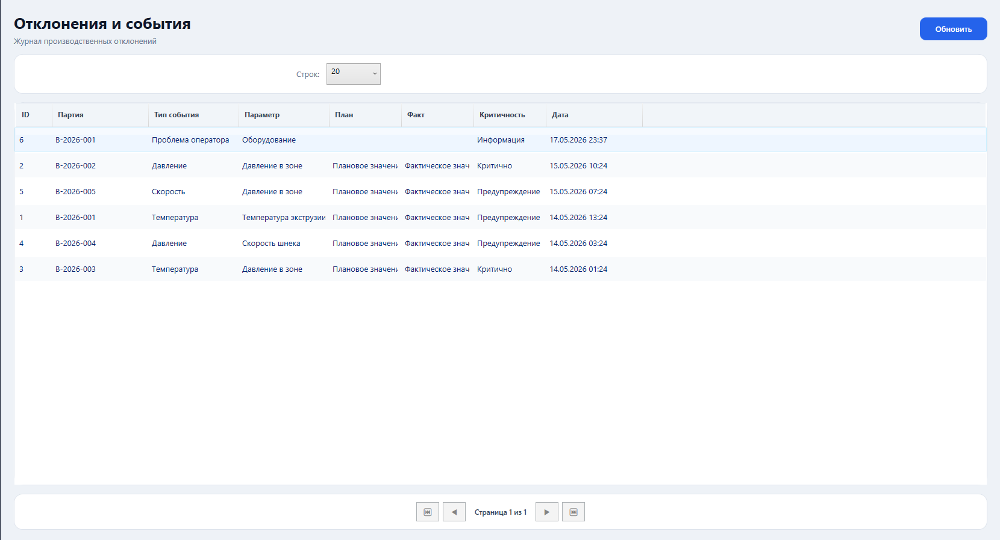 Отклонения и события
Обновить
Журнал производственных отклонений
Строк: 20
ID Партия Тип события Параметр План Факт Критичность Дата
6 B-2026-001 Проблема оператора Оборудование Информация 17.05.2026 23:37
2 B-2026-002 Давление Давление в зоне Плановое значени Фактическое знач Критично 15.05.2026 10:24
5 B-2026-005 Скорость Давление в зоне Плановое значени Фактическое знач Предупреждение 15.05.2026 07:24
1 B-2026-001 Температура Температура экструзии Плановое значени Фактическое знач Предупреждение 14.05.2026 13:24
4 B-2026-004 Давление Скорость шнека Плановое значени Фактическое знач Предупреждение 14.05.2026 03:24
3 B-2026-003 Температура Давление в зоне Плановое значени Фактическое знач Критично 14.05.2026 01:24
Страница 1 из 1